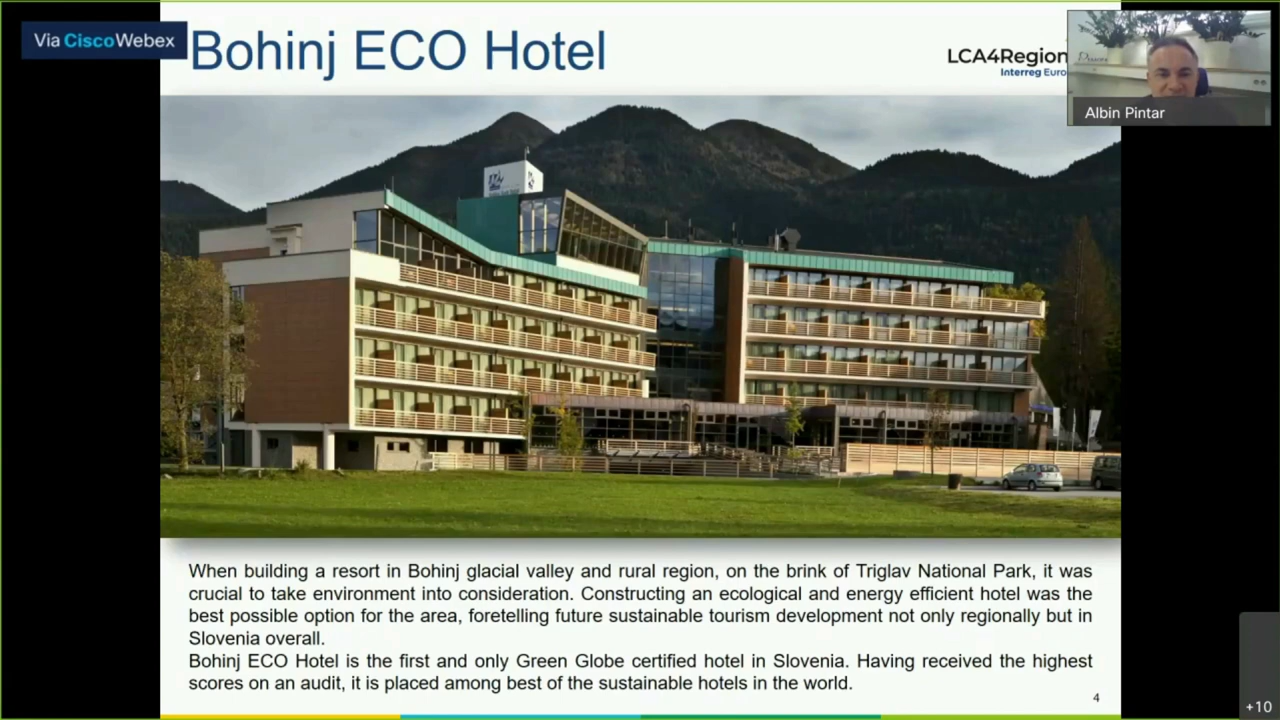 Via Cisco Webex
Bohinj ECO Hotel
LCA4Region
Interreg Euro
Albin Pintar
When building a resort in Bohinj glacial valley and rural region, on the brink of Triglav National Park, it was
crucial to take environment into consideration. Constructing an ecological and energy efficient hotel was the
best possible option for the area, foretelling future sustainable tourism development not only regionally but in
Slovenia overall.
Bohinj ECO Hotel is the first and only Green Globe certified hotel in Slovenia. Having received the highest
scores on an audit, it is placed among best of the sustainable hotels in the world.
4
+10